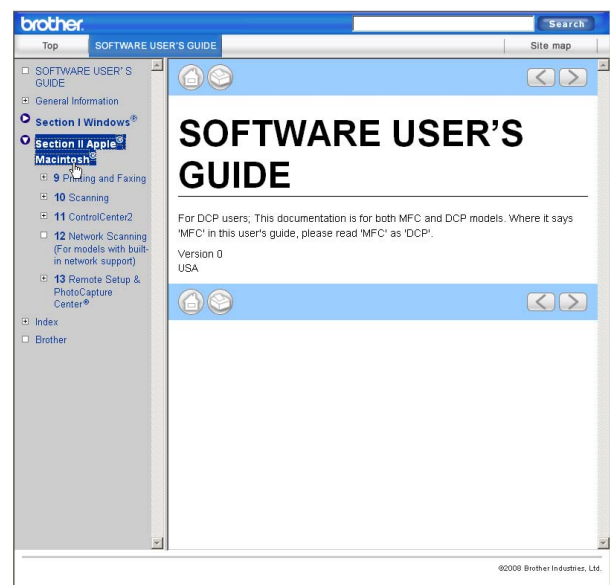 brother.
Search
Top
SOFTWARE USER'S GUIDE
Site map
SOFTWARE USER'S
GUIDE
General Information
Section I Windows®
Section II Apple®
Macintosh®
9 Printing and Faxing
10 Scanning
11 ControlCenter2
12 Network Scanning
(For models with built-
in network support)
13 Remote Setup &
PhotoCapture
Center®
Index
Brother
SOFTWARE USER'S
GUIDE
For DCP users; This documentation is for both MFC and DCP models. Where it says
'MFC' in this user's guide, please read 'MFC' as 'DCP'.
Version 0
USA
©2008 Brother Industries, Ltd.